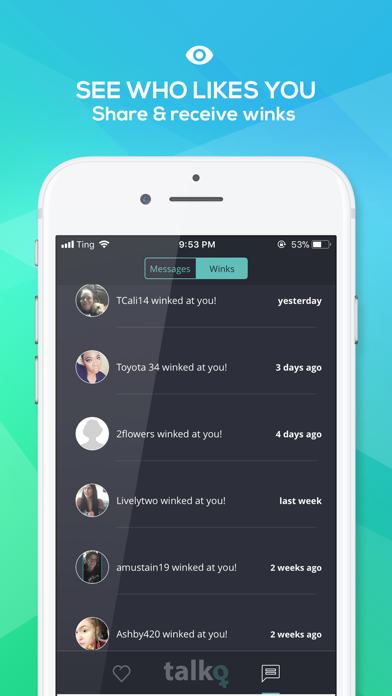 SEE WHO LIKES YOU
Share & receive winks
Ting 9:53 PM 53%
Messages Winks
TCali14 winked at you! yesterday
Toyota 34 winked at you! 3 days ago
2flowers winked at you! 4 days ago
Livelytwo winked at you! last week
amustain19 winked at you! 2 weeks ago
Ashby420 winked at you! 2 weeks ago
talkq